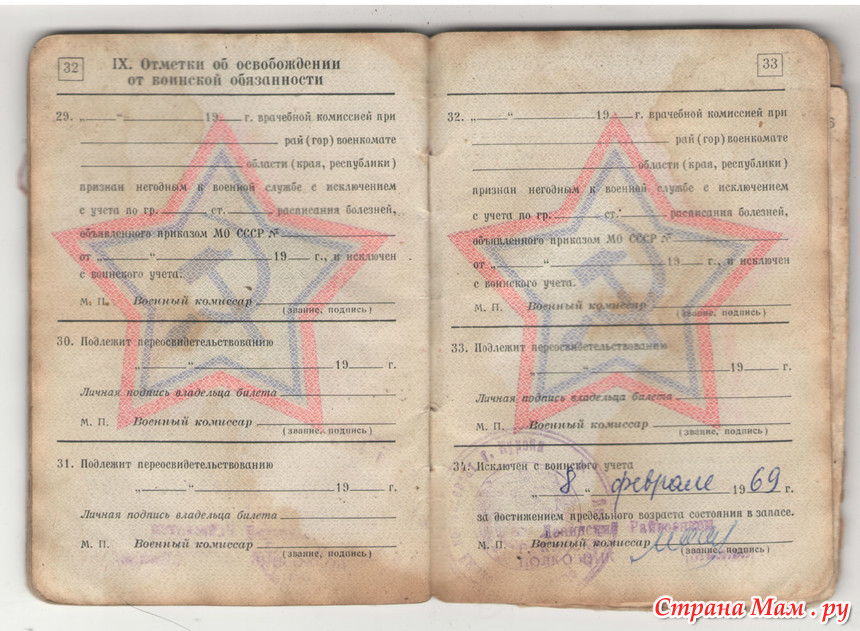 32
IX. Отметки об освобождении
от воинской обязанности
29. „ “ 19 г. врачебной комиссией при
рай (гор) военкомате
области (края, республики)
признан негодным к военной службе с исключением
с учета по гр. ст. расписания болезней,
объявленного приказом МО СССР №
от „ “ 19 г., и исключен
с воинского учета.
М. П. Военный комиссар
(звание, подпись)
30. Подлежит переосвидетельствованию
„ “ 19 г.
Личная подпись владельца билета
М. П. Военный комиссар
(звание, подпись)
31. Подлежит переосвидетельствованию
„ “ 19 г.
Личная подпись владельца билета
М. П. Военный комиссар
(звание, подпись)
33
32. „ “ 19 г. врачебной комиссией при
рай (гор) военкомате
области (края, республики)
признан негодным к военной службе с исключением
с учета по гр. ст. расписания болезней,
объявленного приказом МО СССР №
от „ “ 19 г., и исключен
с воинского учета.
М. П. Военный комиссар
(звание, подпись)
33. Подлежит переосвидетельствованию
„ “ 19 г.
Личная подпись владельца билета
М. П. Военный комиссар
(звание, подпись)
34. Исключен с воинского учета
„8“ февраля 1969 г.
за достижением предельного возраста состояния в запасе.
М. П. Военный комиссар
(звание, подпись)
Страна Мам.ру